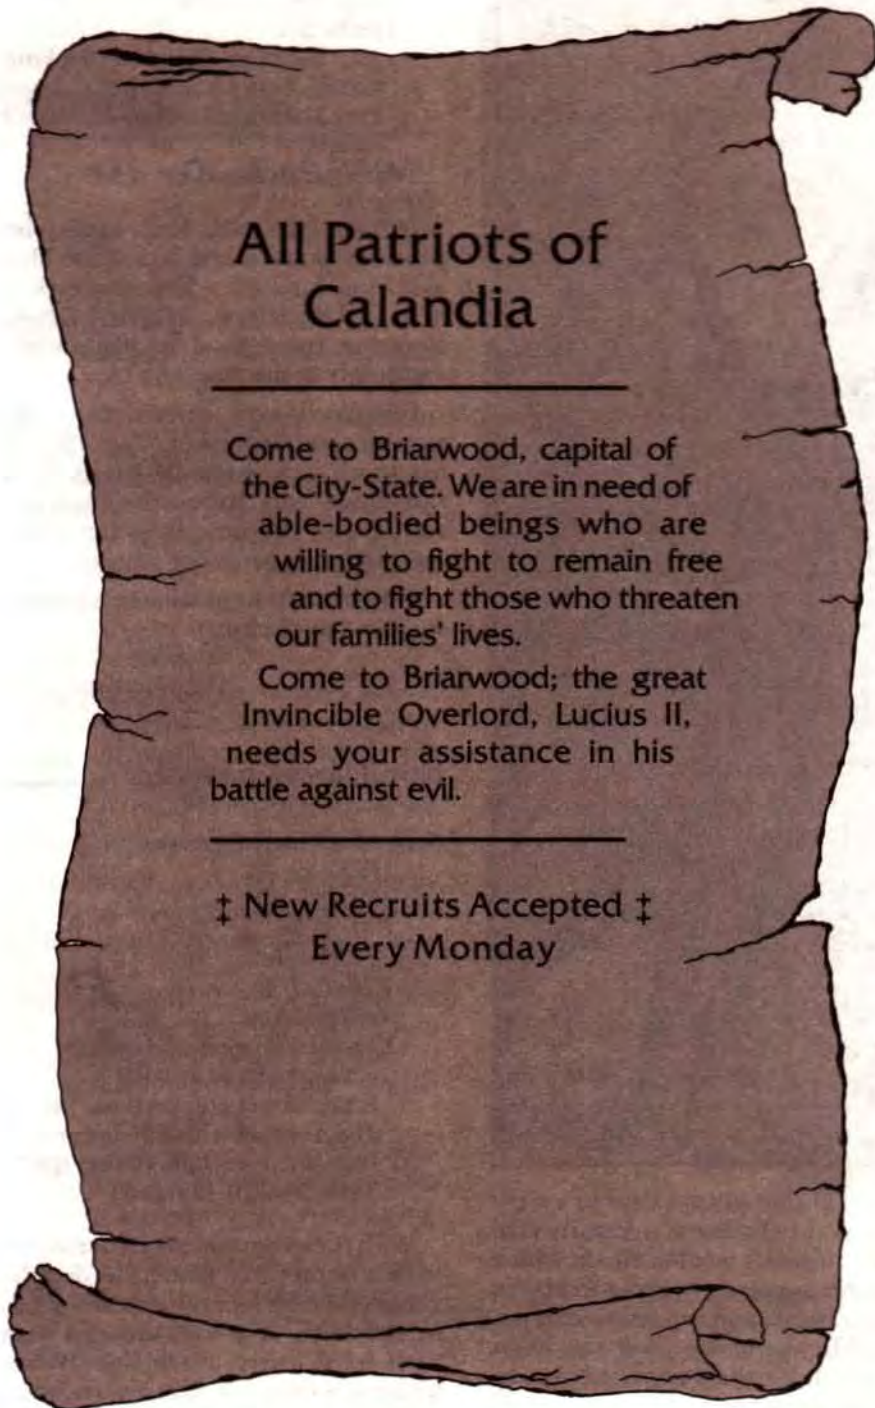 All Patriots of
Calandia
Come to Briarwood, capital of
the City-State. We are in need of
able-bodied beings who are
willing to fight to remain free
and to fight those who threaten
our families' lives.
Come to Briarwood; the great
Invincible Overlord, Lucius II,
needs your assistance in his
battle against evil.
‡ New Recruits Accepted ‡
Every Monday